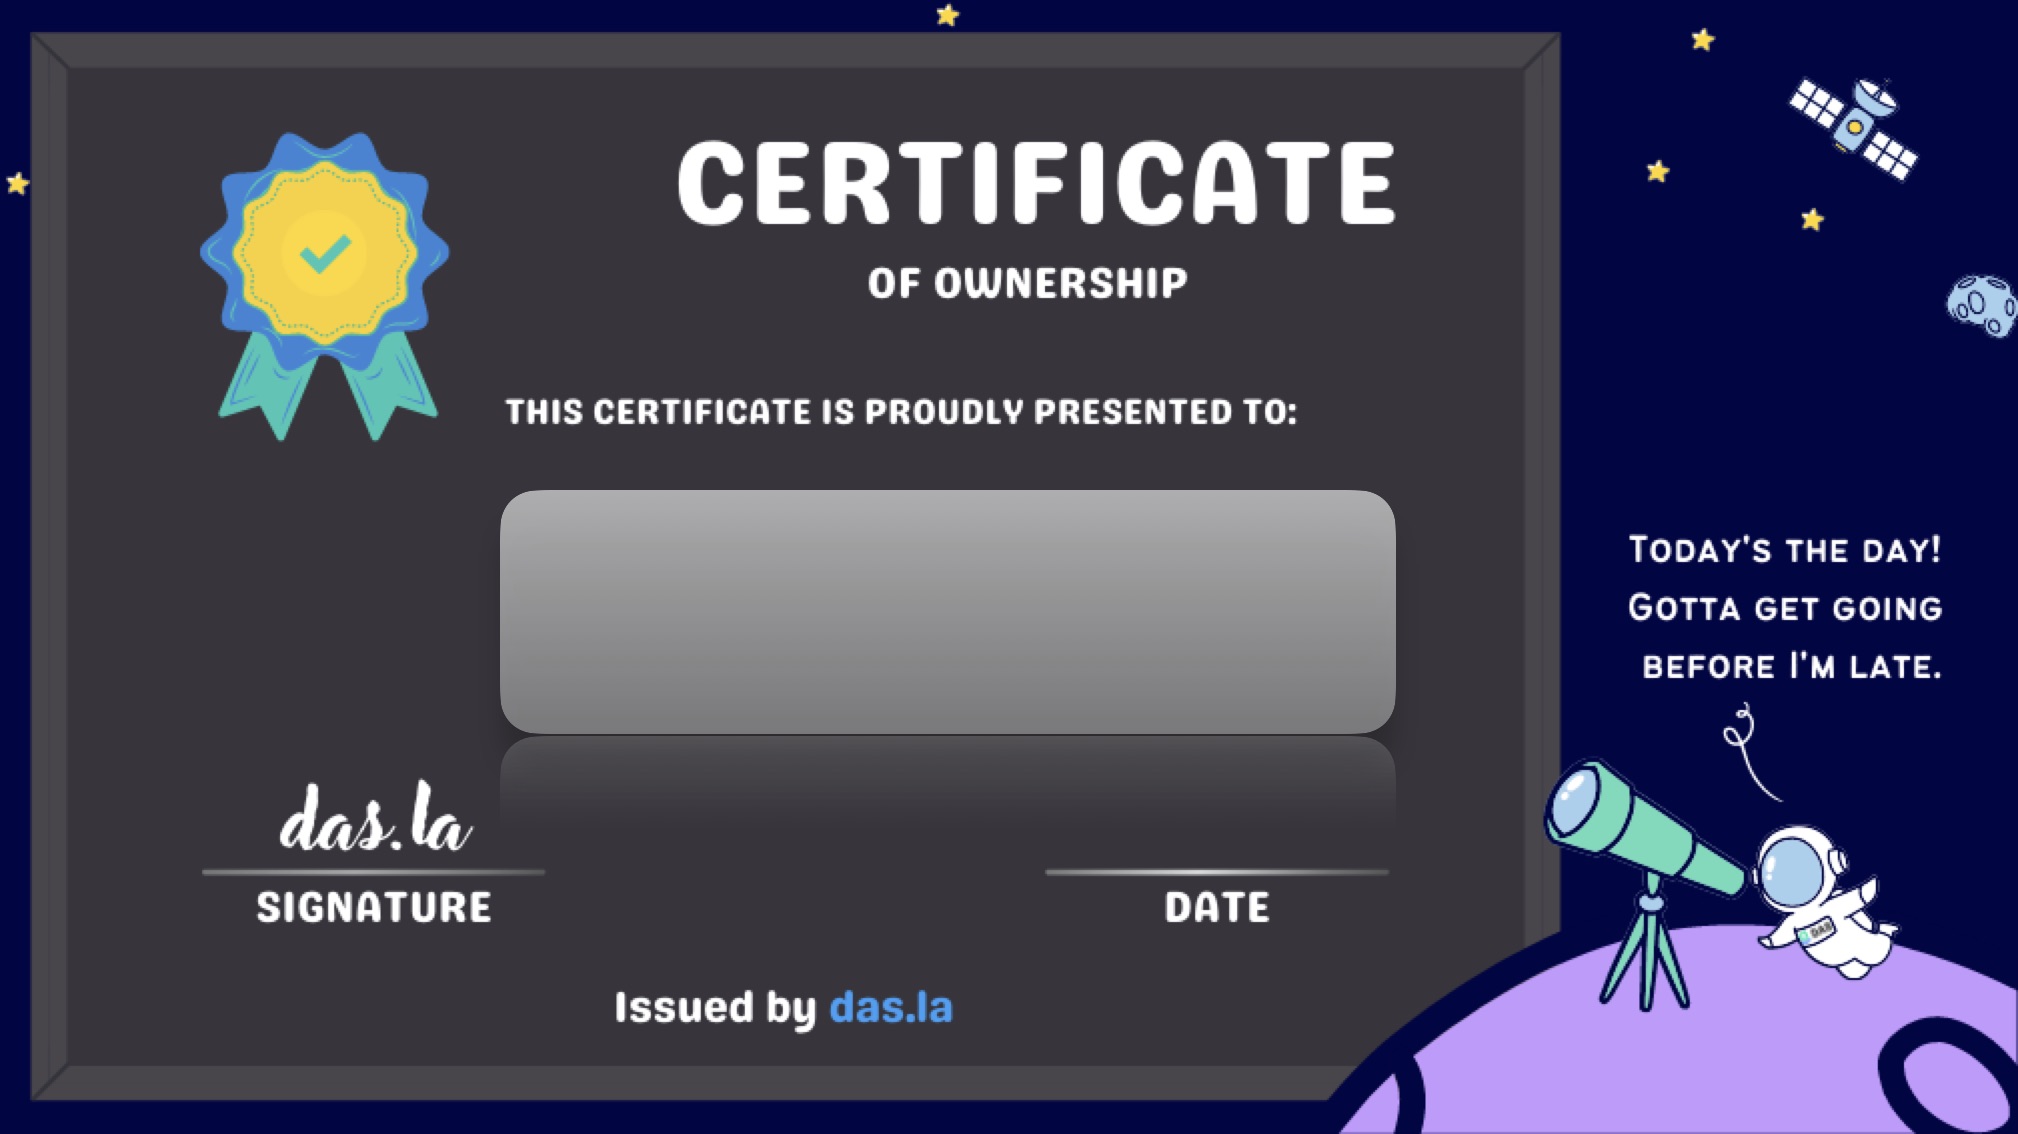 CERTIFICATE
OF OWNERSHIP
THIS CERTIFICATE IS PROUDLY PRESENTED TO:
Today's the day!
Gotta get going
before I'm late.
das.la
SIGNATURE
DATE
DAS
Issued by das.la